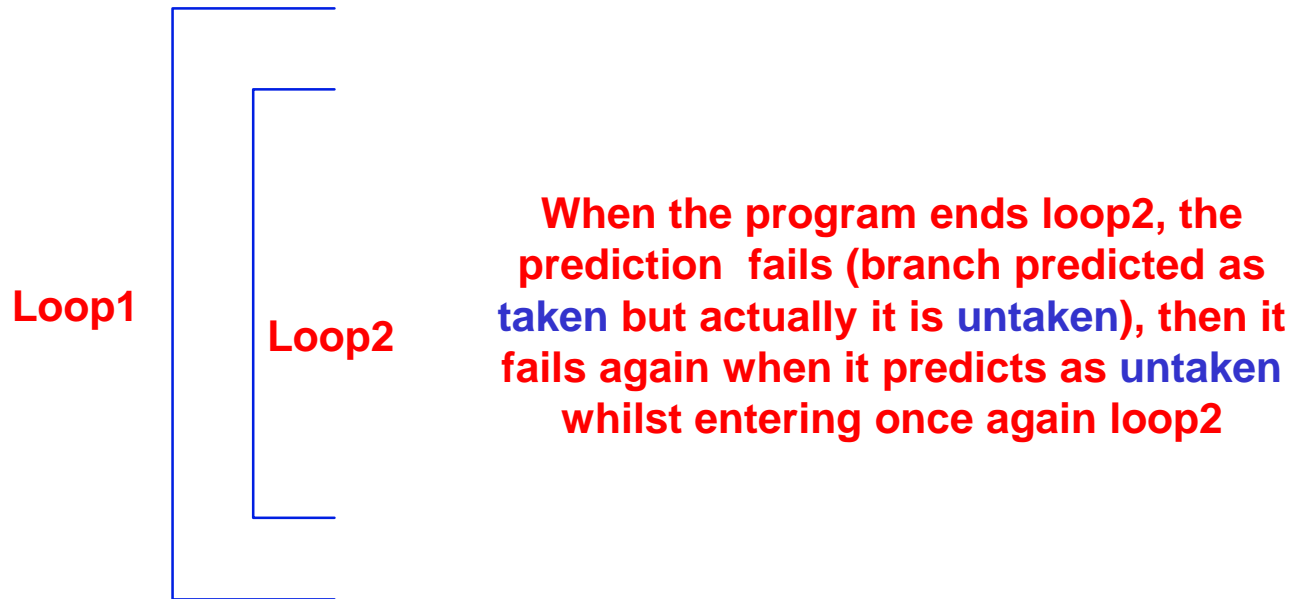 Loop1
Loop2
When the program ends loop2, the
prediction fails (branch predicted as
taken but actually it is untaken), then it
fails again when it predicts as untaken
whilst entering once again loop2